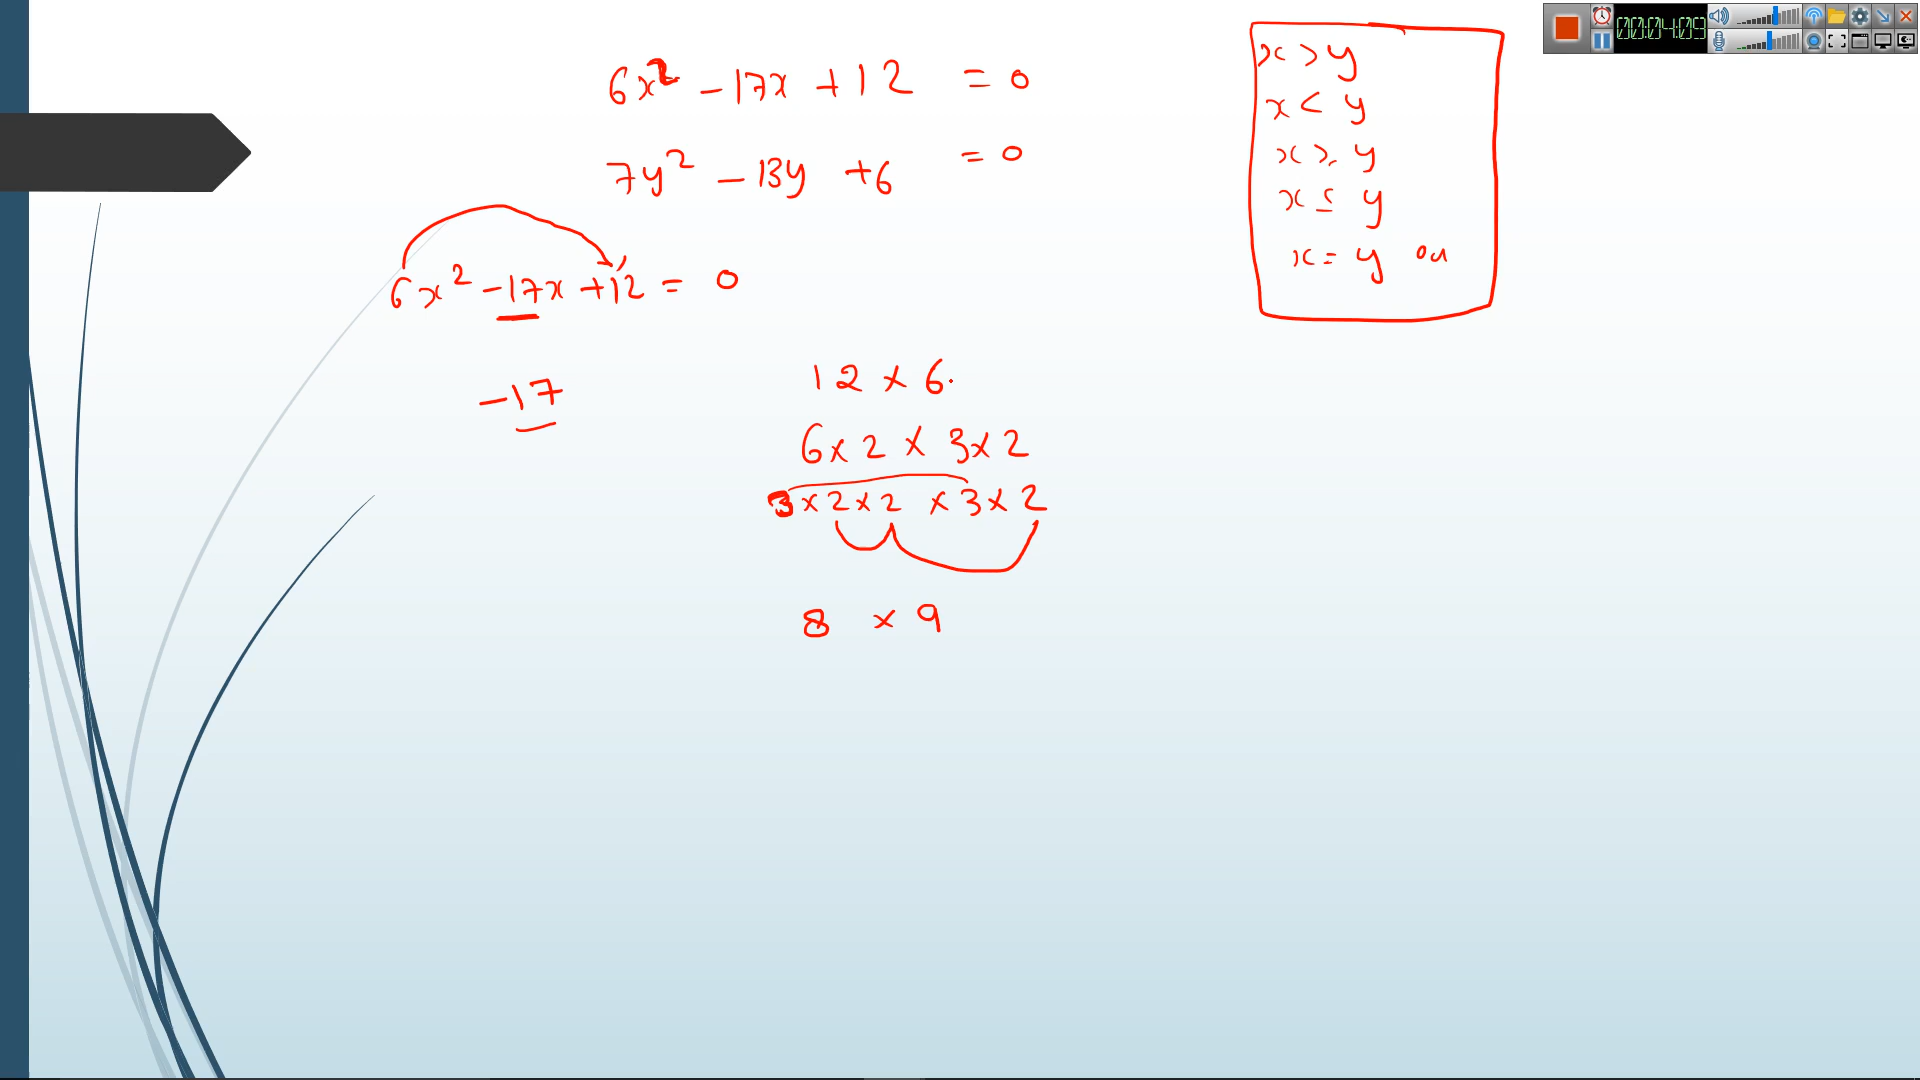 6x² - 17x + 12 = 0
7y² - 13y + 6 = 0
6x² - 17x + 12 = 0
-17
12 × 6
6 × 2 × 3 × 2
3 × 2 × 2 × 3 × 2
8 × 9
x > y
x < y
x ≥ y
x ≤ y
x = y or